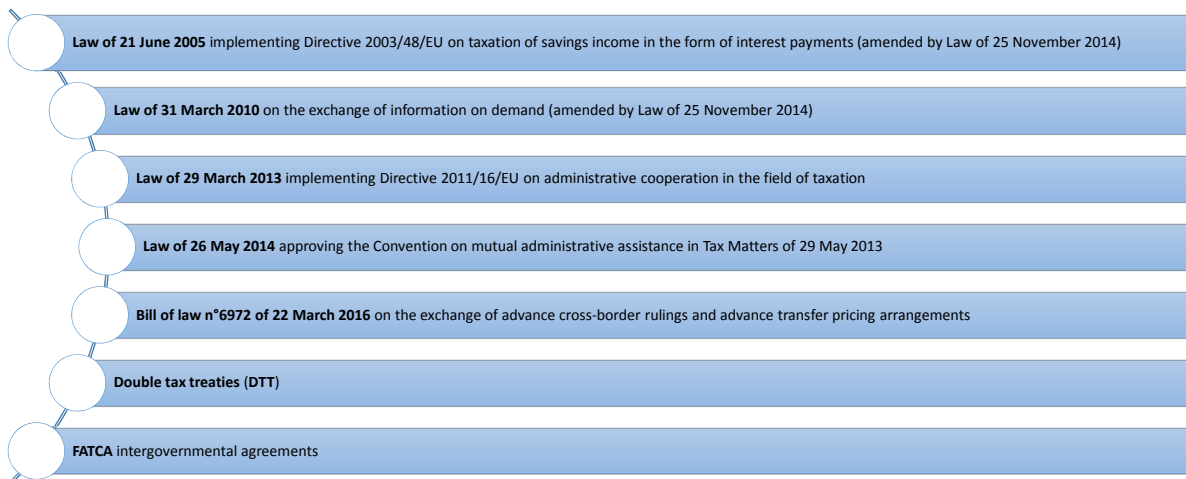 Law of 21 June 2005 implementing Directive 2003/48/EU on taxation of savings income in the form of interest payments (amended by Law of 25 November 2014)
Law of 31 March 2010 on the exchange of information on demand (amended by Law of 25 November 2014)
Law of 29 March 2013 implementing Directive 2011/16/EU on administrative cooperation in the field of taxation
Law of 26 May 2014 approving the Convention on mutual administrative assistance in Tax Matters of 29 May 2013
Bill of law n°6972 of 22 March 2016 on the exchange of advance cross-border rulings and advance transfer pricing arrangements
Double tax treaties (DTT)
FATCA intergovernmental agreements